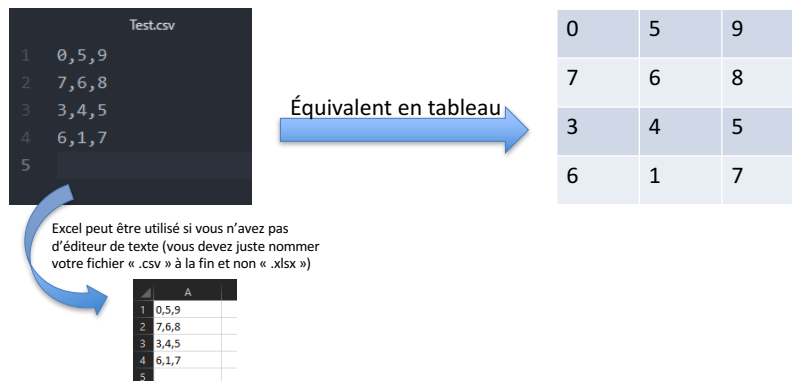 Test.csv
1 0,5,9
2 7,6,8
3 3,4,5
4 6,1,7
5
Équivalent en tableau
0 5 9
7 6 8
3 4 5
6 1 7
Excel peut être utilisé si vous n’avez pas
d’éditeur de texte (vous devez juste nommer
votre fichier « .csv » à la fin et non « .xlsx »)
A
1 0,5,9
2 7,6,8
3 3,4,5
4 6,1,7
5